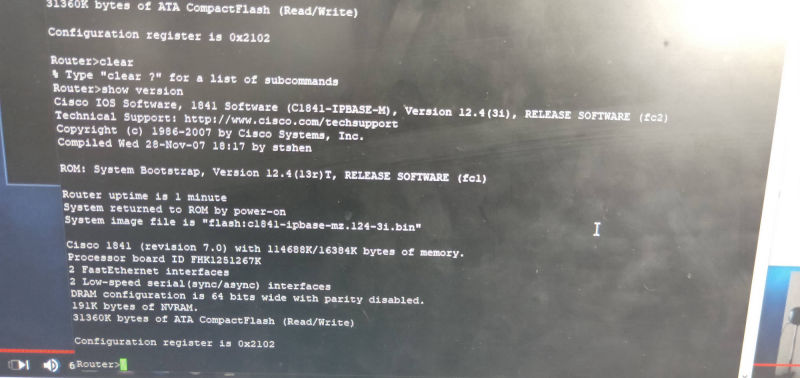 31360K bytes of ATA CompactFlash (Read/Write)
Configuration register is 0x2102
Router>clear
% Type "clear ?" for a list of subcommands
Router>show version
Cisco IOS Software, 1841 Software (C1841-IPBASE-M), Version 12.4(3i), RELEASE SOFTWARE (fc2)
Technical Support: http://www.cisco.com/techsupport
Copyright (c) 1986-2007 by Cisco Systems, Inc.
Compiled Wed 28-Nov-07 18:17 by stshen
ROM: System Bootstrap, Version 12.4(13r)T, RELEASE SOFTWARE (fc1)
Router uptime is 1 minute
System returned to ROM by power-on
System image file is "flash:c1841-ipbase-mz.124-3i.bin"
Cisco 1841 (revision 7.0) with 114688K/16384K bytes of memory.
Processor board ID FHK1251267K
2 FastEthernet interfaces
2 Low-speed serial(sync/async) interfaces
DRAM configuration is 64 bits wide with parity disabled.
191K bytes of NVRAM.
31360K bytes of ATA CompactFlash (Read/Write)
Configuration register is 0x2102
6 Router>